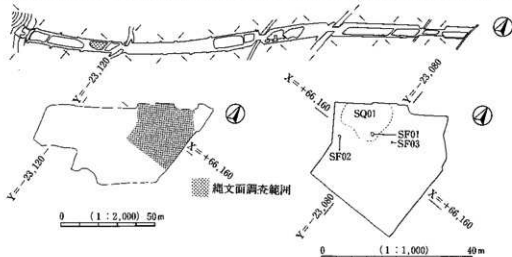 Y=-23,120
Y=-23,080
X=+66,160
SQ01
SF01
SF03
SF02
Y=-23,120
X=+66,160
縄文面調査範囲
Y=-23,080
X=+66,160
0 (1:2,000) 50m
0 (1:1,000) 40m